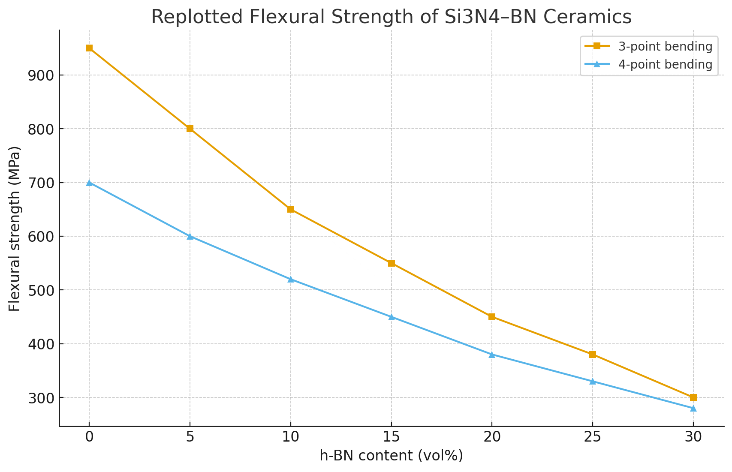 Replotted Flexural Strength of Si3N4–BN Ceramics
3-point bending
4-point bending
Flexural strength (MPa)
900
800
700
600
500
400
300
0 5 10 15 20 25 30
h-BN content (vol%)